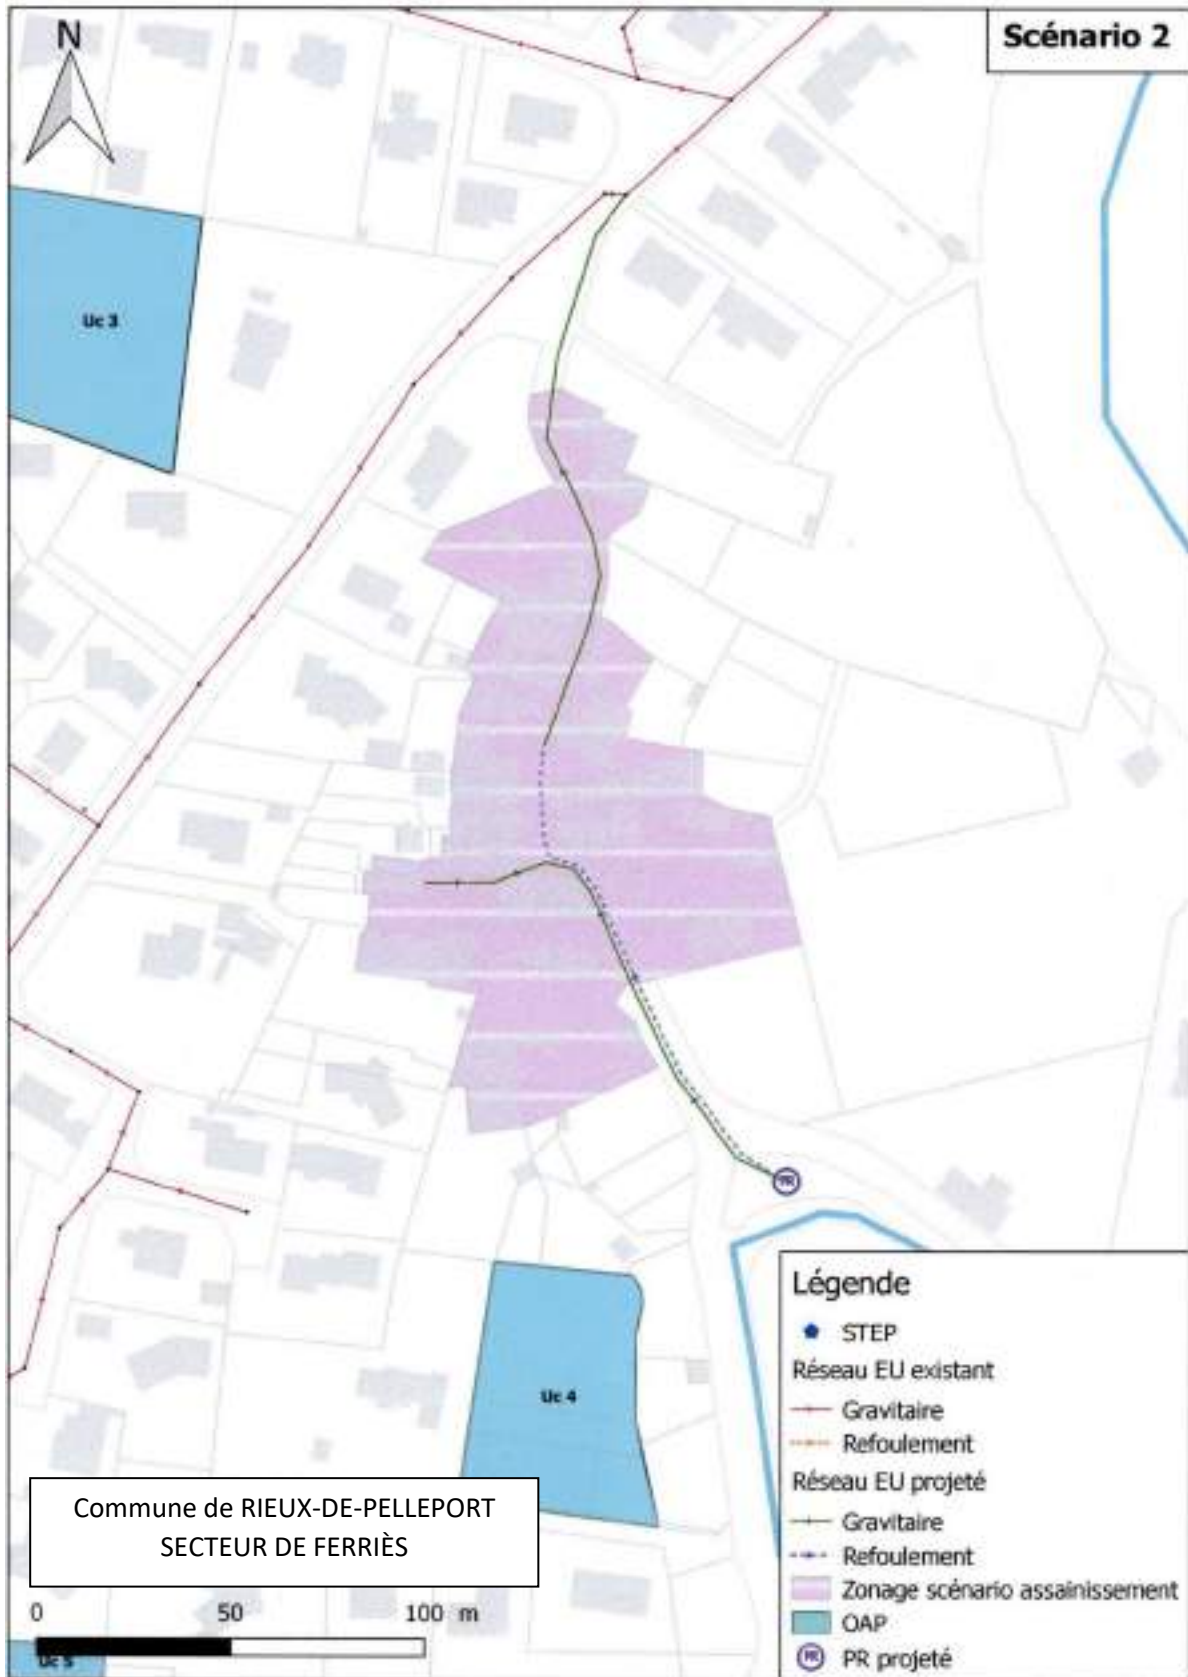 Scénario 2
N
Uc 3
PR
Légende
STEP
Réseau EU existant
Gravitaire
Refoulement
Réseau EU projeté
Gravitaire
Refoulement
Zonage scénario assainissement
OAP
PR PR projeté
Uc 4
Commune de RIEUX-DE-PELLEPORT
SECTEUR DE FERRIÈS
0 50 100 m
Uc 5